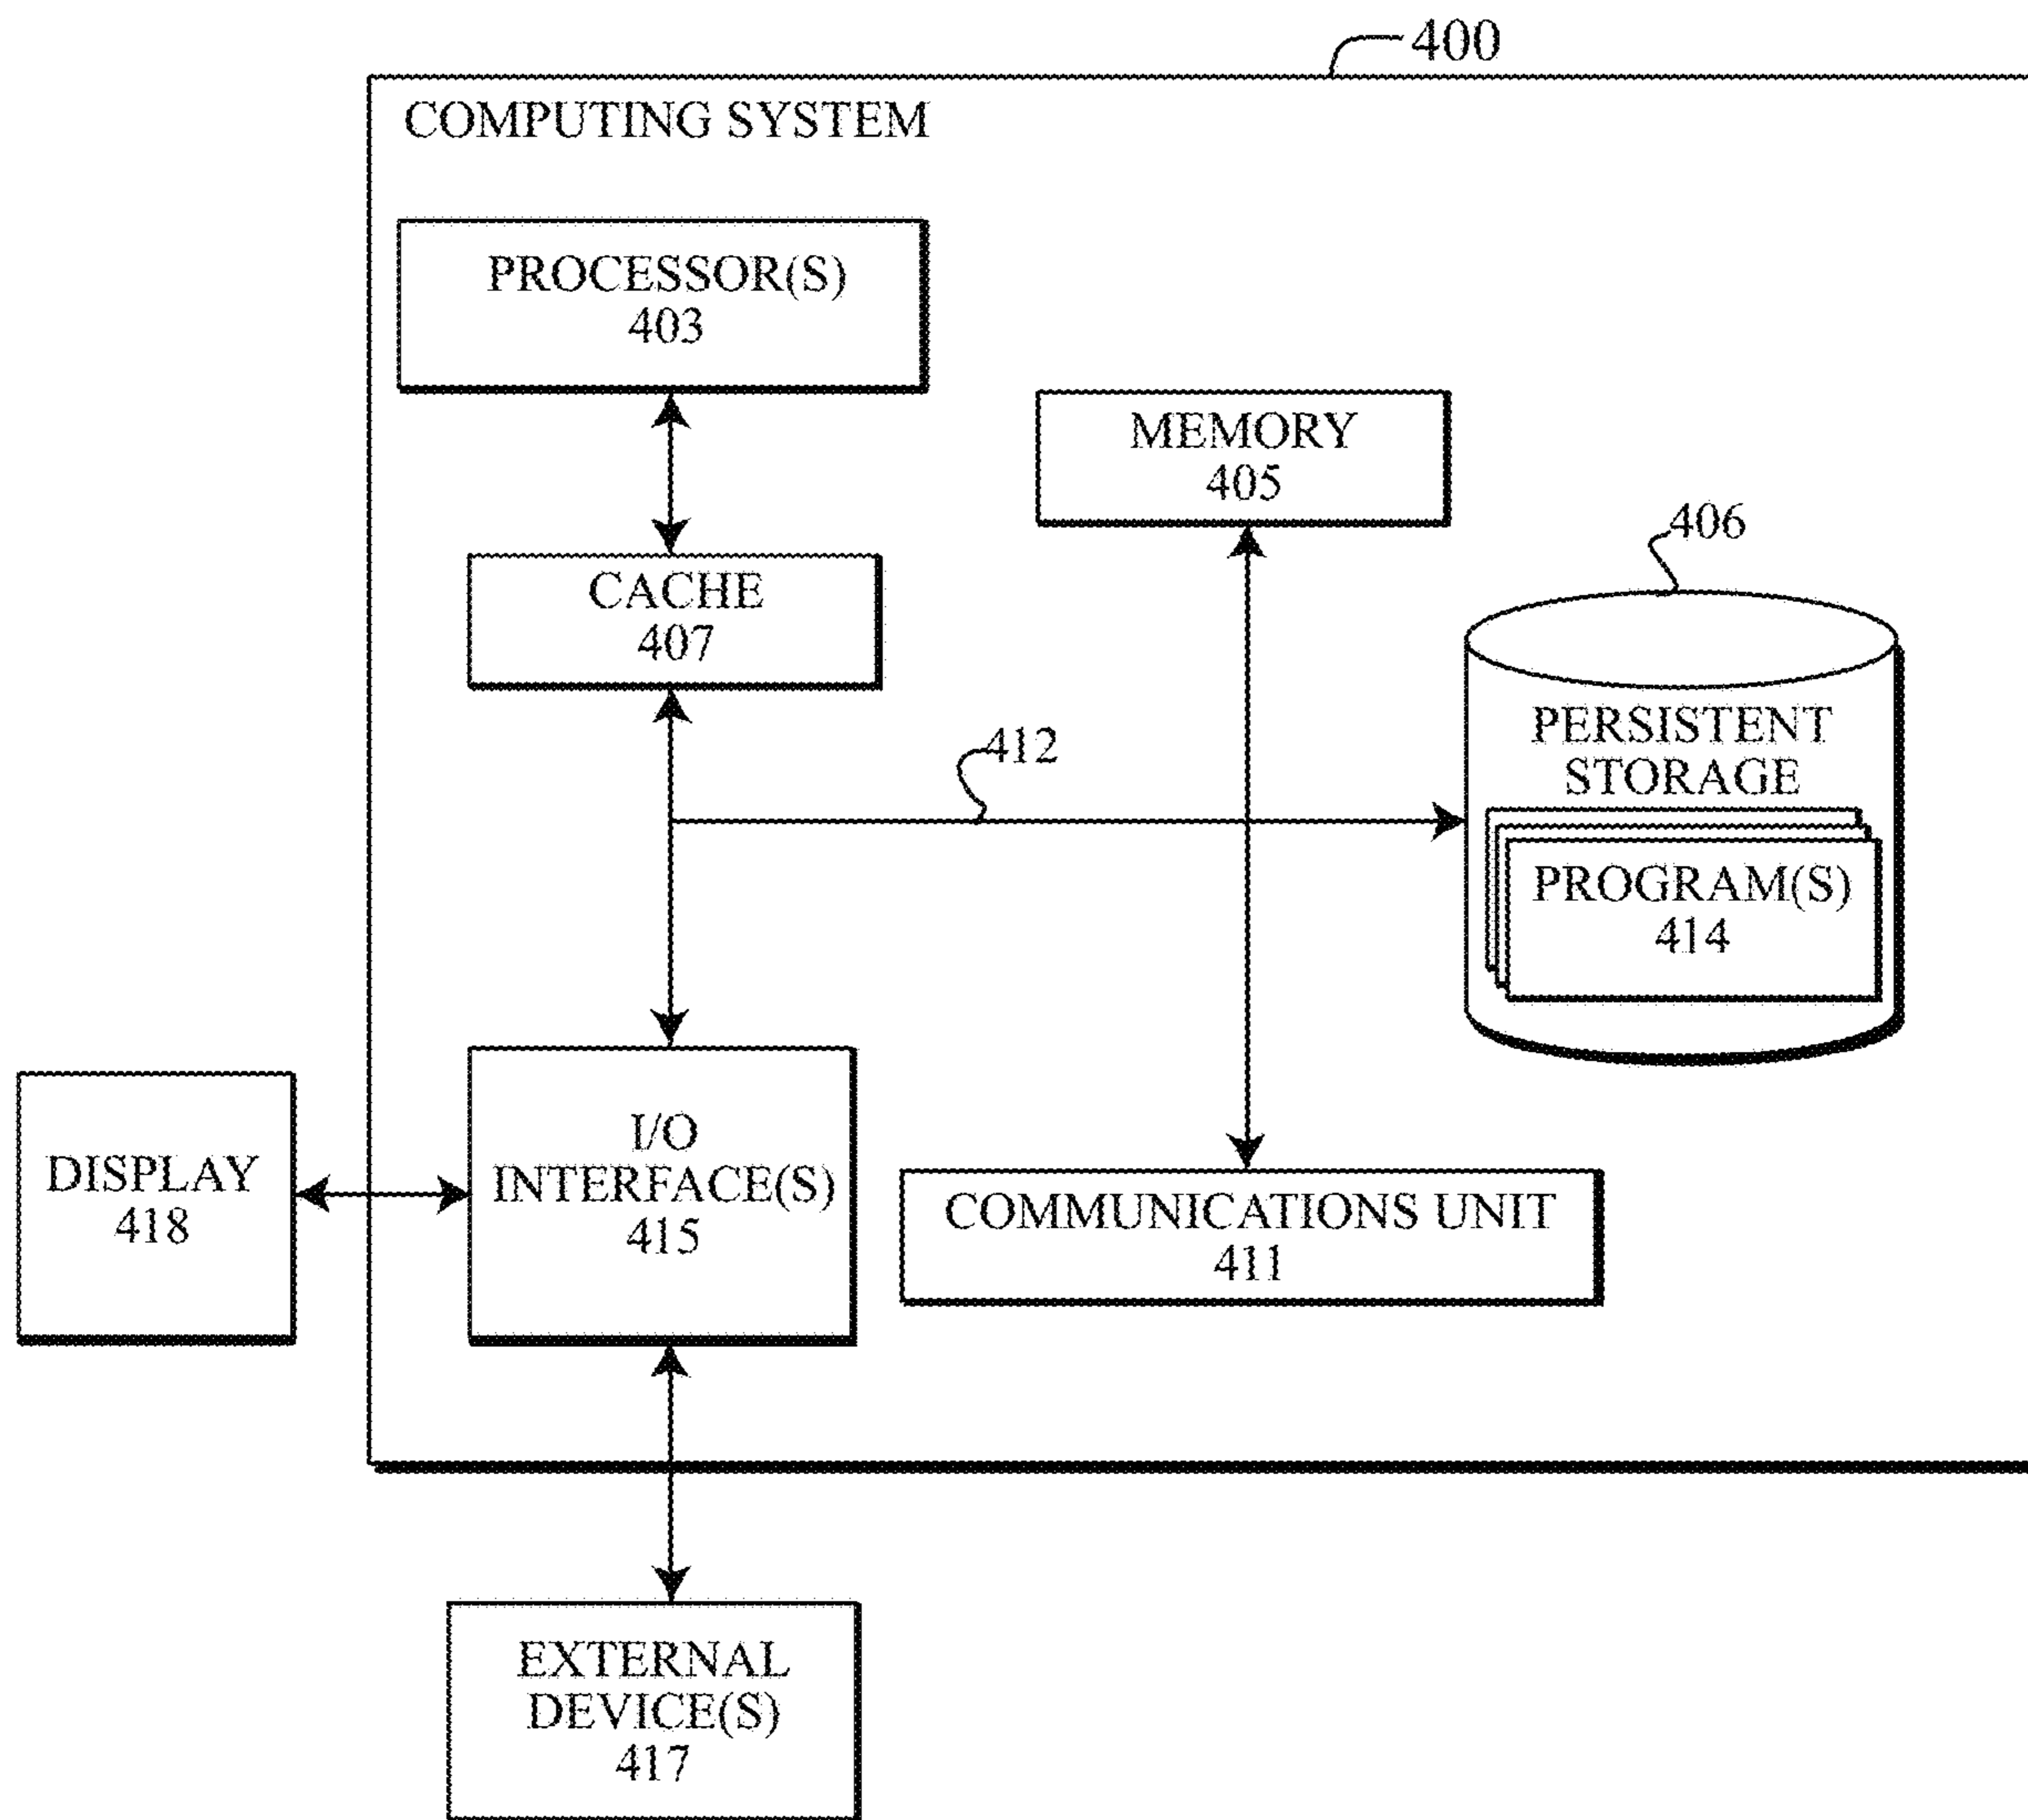 400
COMPUTING SYSTEM
PROCESSOR(S)
403
MEMORY
405
406
CACHE
407
412
PERSISTENT
STORAGE
PROGRAM(S)
414
DISPLAY
418
I/O
INTERFACE(S)
415
COMMUNICATIONS UNIT
411
EXTERNAL
DEVICE(S)
417